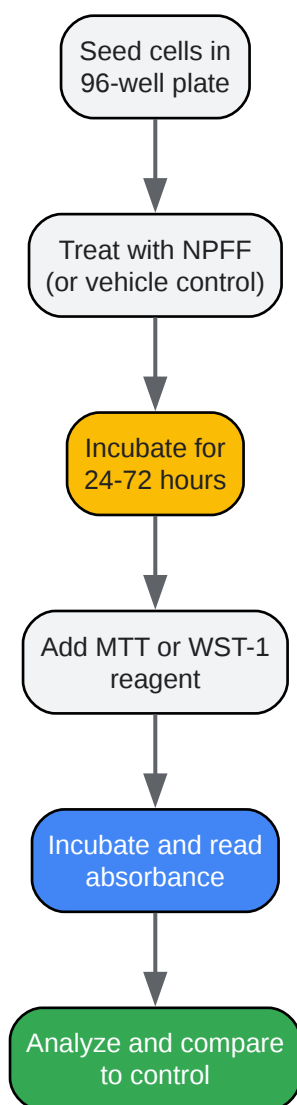 Seed cells in
96-well plate
Treat with NPFF
(or vehicle control)
Incubate for
24-72 hours
Add MTT or WST-1
reagent
Incubate and read
absorbance
Analyze and compare
to control